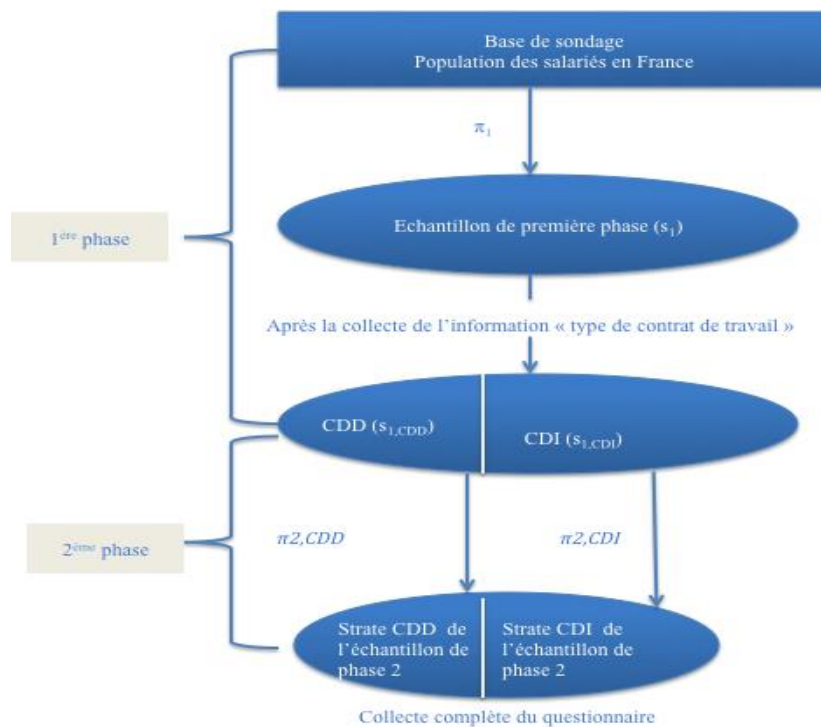 Base de sondage
Population des salariés en France
π₁
Echantillon de première phase (s₁)
1ère phase
Après la collecte de l'information « type de contrat de travail »
CDD (s₁,CDD)
CDI (s₁,CDI)
π2,CDD
π2,CDI
2ème phase
Strate CDD de
l'échantillon de
phase 2
Strate CDI de
l'échantillon de
phase 2
Collecte complète du questionnaire